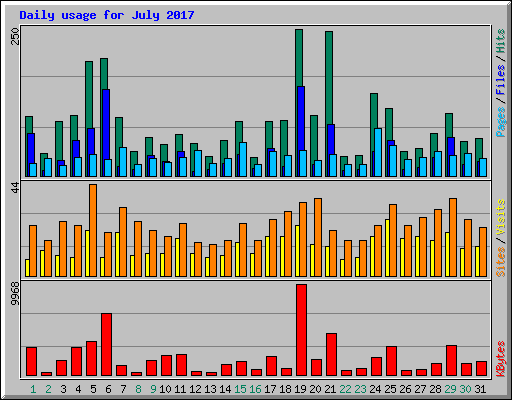 Daily usage for July 2017
250
Pages / Files / Hits
44
Sites / Visits
9968
KBytes
1 2 3 4 5 6 7 8 9 10 11 12 13 14 15 16 17 18 19 20 21 22 23 24 25 26 27 28 29 30 31